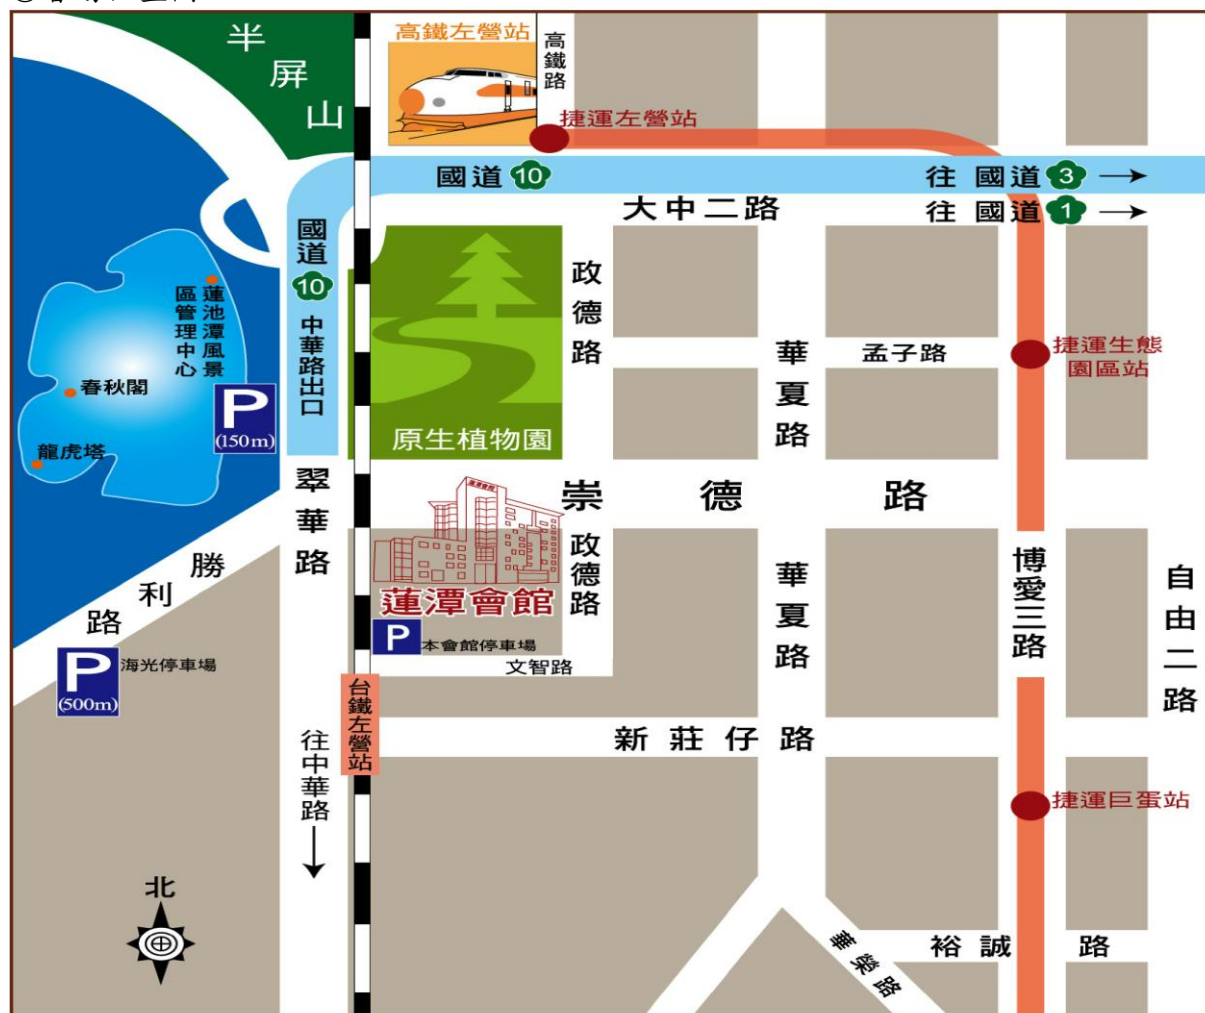 半屏山
高鐵左營站
高鐵路
捷運左營站
國道 10
往 國道 3
大中二路
往 國道 1
國道 10 中華路出口
蓮池潭風景
區管理中心
春秋閣
龍虎塔
P
(150m)
原生植物園
政德路
華夏路
孟子路
捷運生態
園區站
翠華路
崇德路
蓮潭會館
蓮潭會館
P
本會館停車場
政德路
文智路
華夏路
博愛三路
自由二路
勝利路
P
(500m)
海光停車場
台鐵左營站
往中華路
新莊仔路
捷運巨蛋站
北
華榮路
裕誠路